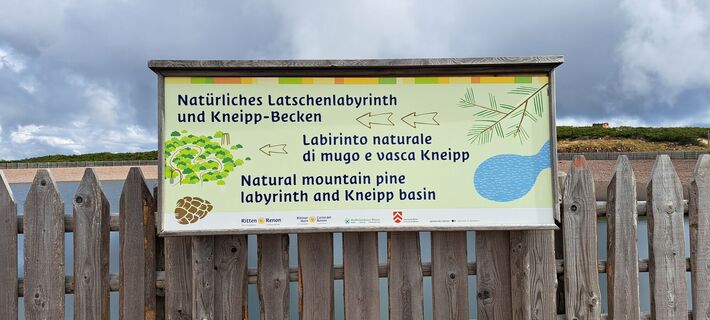 Natürliches Latschenlabyrinth
und Kneipp-Becken
Labirinto naturale
di mugo e vasca Kneipp
Natural mountain pine
labyrinth and Kneipp basin
Ritten Renon